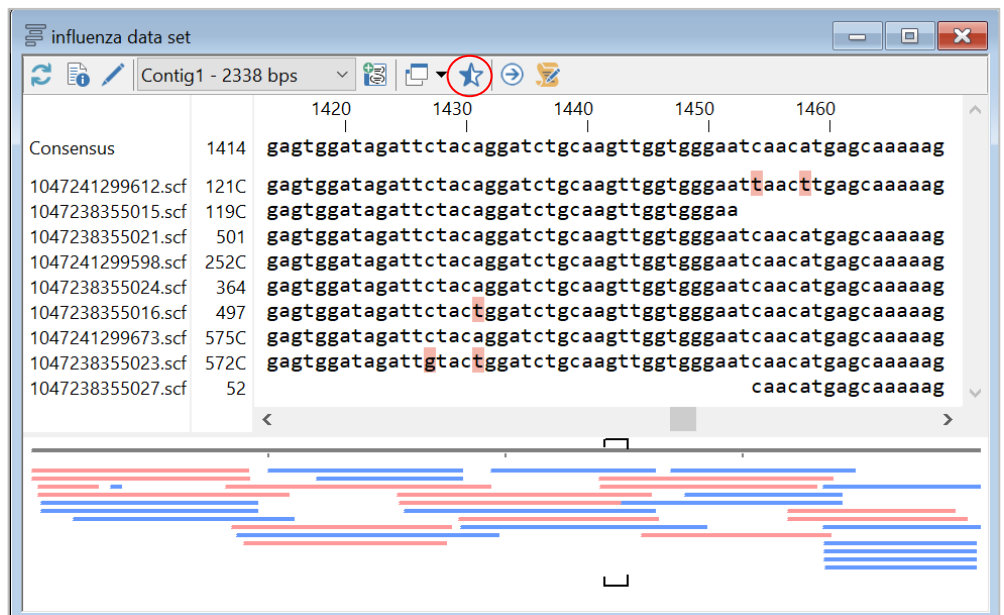 influenza data set
Contig1 - 2338 bps
1420 1430 1440 1450 1460
Consensus 1414 gagtggatagattctacaggatctgcaagttggtgggaatcaacatgagcaaaaag
1047241299612.scf 121C gagtggatagattctacaggatctgcaagttggtgggaattaacttgagcaaaaag
1047238355015.scf 119C gagtggatagattctacaggatctgcaagttggtgggaa
1047238355021.scf 501 gagtggatagattctacaggatctgcaagttggtgggaatcaacatgagcaaaaag
1047241299598.scf 252C gagtggatagattctacaggatctgcaagttggtgggaatcaacatgagcaaaaag
1047238355024.scf 364 gagtggatagattctacaggatctgcaagttggtgggaatcaacatgagcaaaaag
1047238355016.scf 497 gagtggatagattctactggatctgcaagttggtgggaatcaacatgagcaaaaag
1047241299673.scf 575C gagtggatagattctacaggatctgcaagttggtgggaatcaacatgagcaaaaag
1047238355023.scf 572C gagtggatagattgtactggatctgcaagttggtgggaatcaacatgagcaaaaag
1047238355027.scf 52 caacatgagcaaaaag